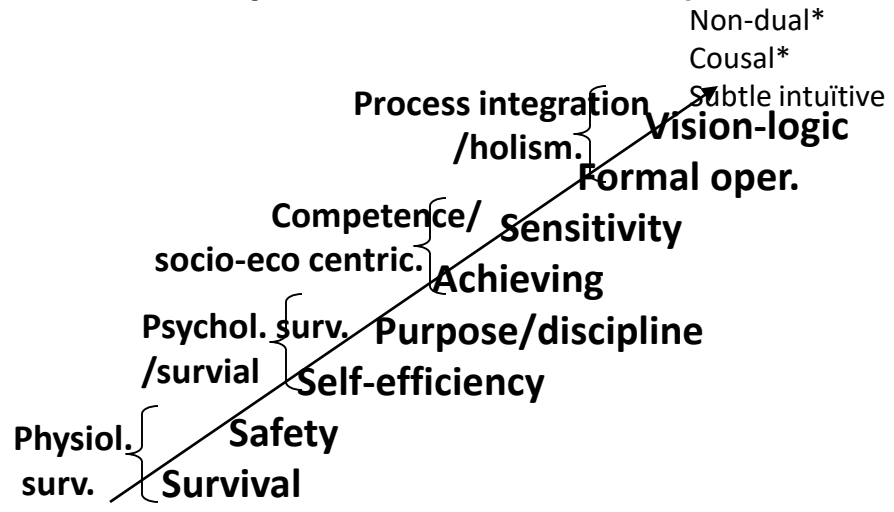 Non-dual*
Cousal*
Subtle intuïtive
Process integration
/holism.
Vision-logic
Formal oper.
Competence/
socio-eco centric.
Sensitivity
Achieving
Psychol. surv.
/survial
Purpose/discipline
Self-efficiency
Physiol.
surv.
Safety
Survival